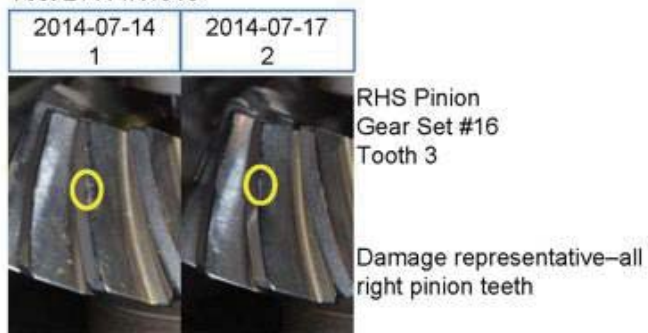 2014-07-14
1
2014-07-17
2
RHS Pinion
Gear Set #16
Tooth 3
Damage representative–all
right pinion teeth